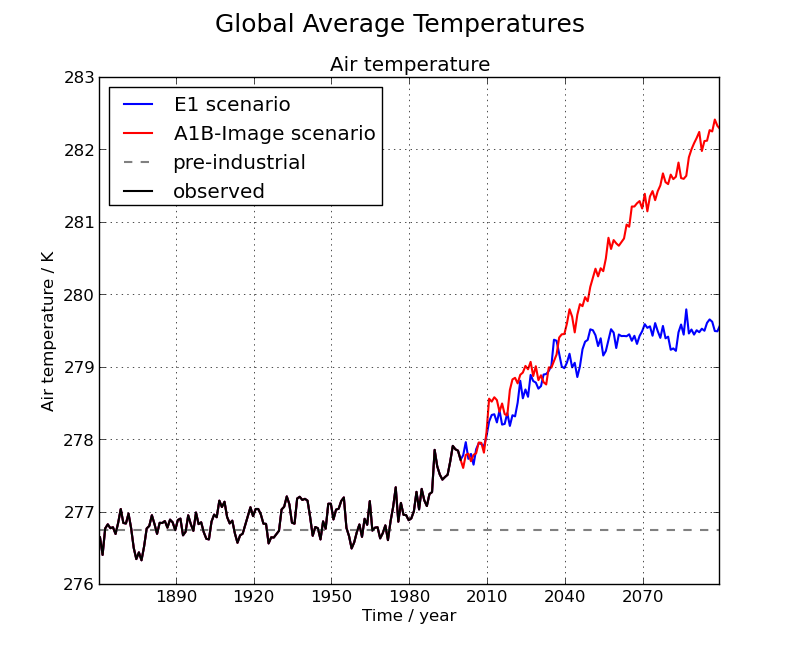 Global Average Temperatures
Air temperature
E1 scenario
A1B-Image scenario
pre-industrial
observed
283
282
281
280
279
278
277
276
Air temperature / K
1890 1920 1950 1980 2010 2040 2070
Time / year